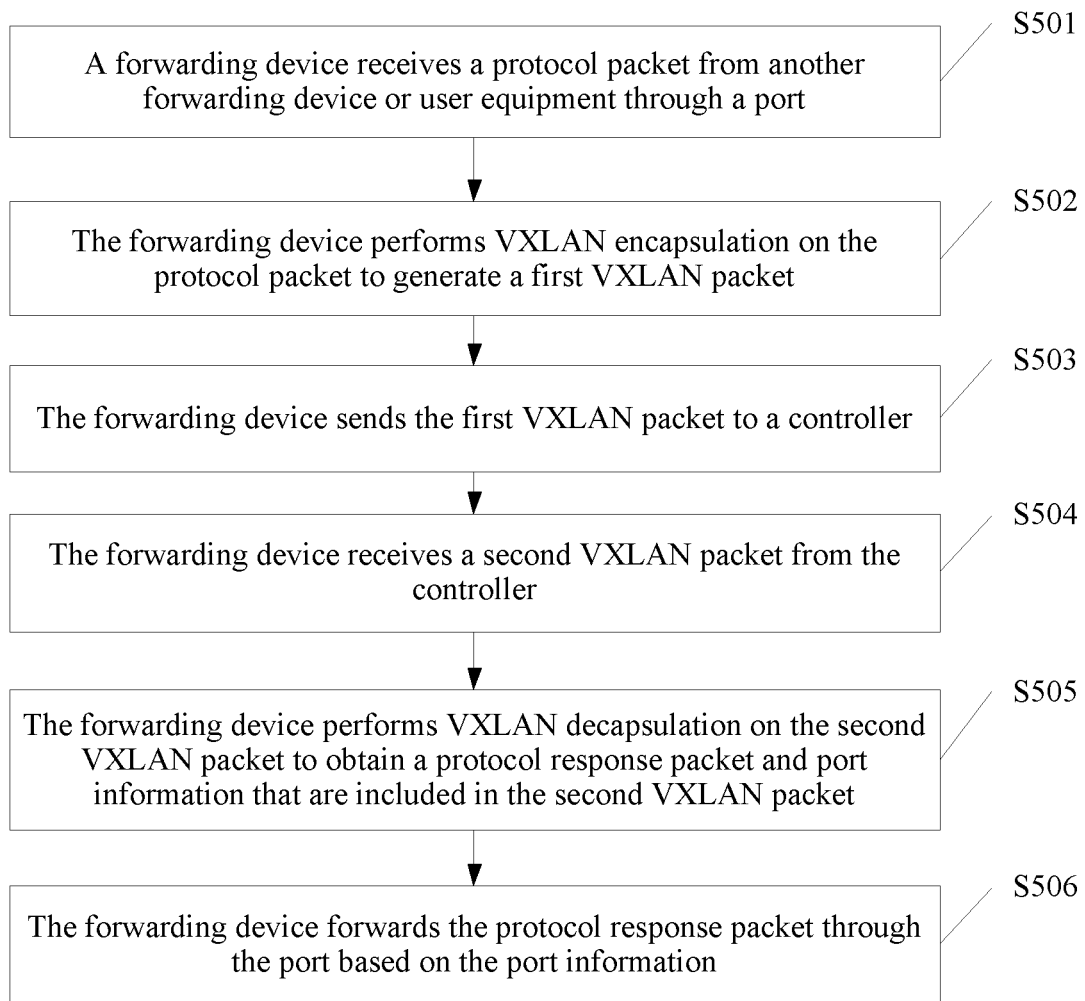 S501
A forwarding device receives a protocol packet from another
forwarding device or user equipment through a port
S502
The forwarding device performs VXLAN encapsulation on the
protocol packet to generate a first VXLAN packet
S503
The forwarding device sends the first VXLAN packet to a controller
S504
The forwarding device receives a second VXLAN packet from the
controller
S505
The forwarding device performs VXLAN decapsulation on the second
VXLAN packet to obtain a protocol response packet and port
information that are included in the second VXLAN packet
S506
The forwarding device forwards the protocol response packet through
the port based on the port information